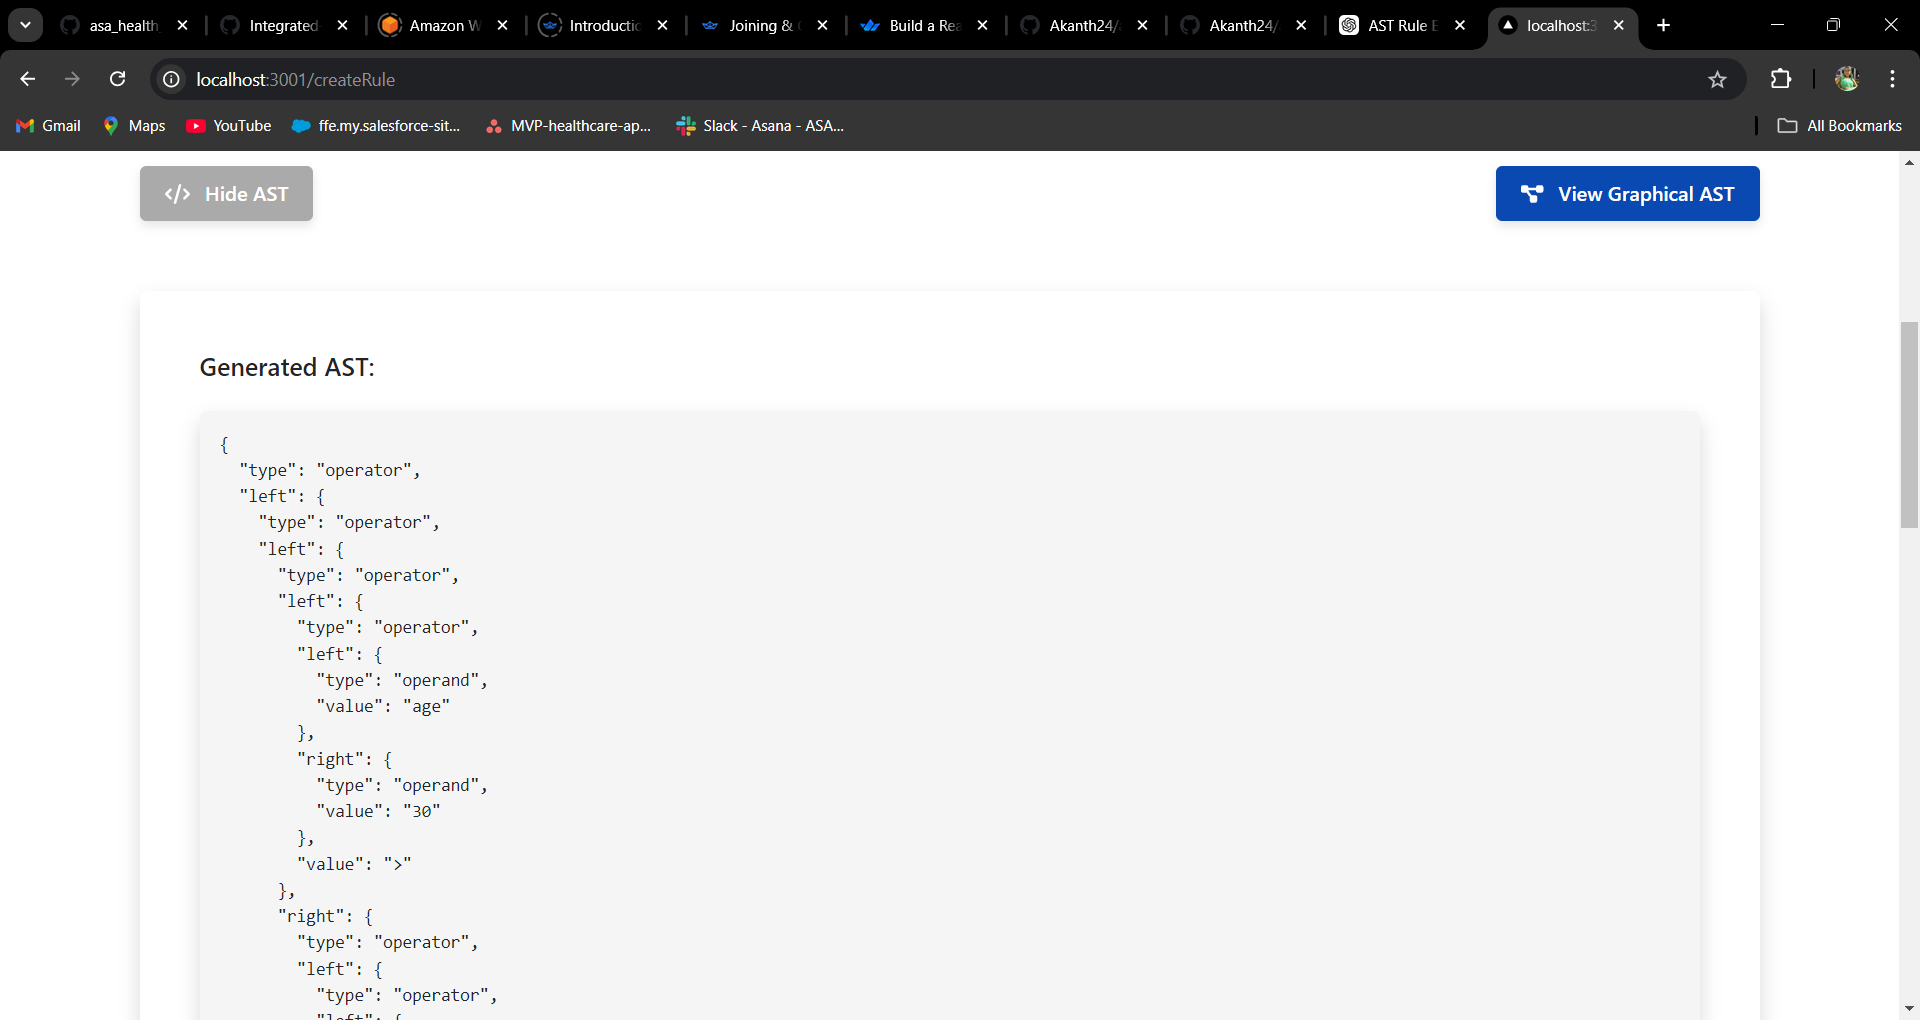 asa_health
Integrated
Amazon W
Introductic
Joining &
Build a Rea
Akanth24/
Akanth24/
AST Rule E
localhost:3
localhost:3001/createRule
Gmail
Maps
YouTube
ffe.my.salesforce-sit...
MVP-healthcare-ap...
Slack - Asana - ASA...
All Bookmarks
</> Hide AST
View Graphical AST
Generated AST:
{
"type": "operator",
"left": {
"type": "operator",
"left": {
"type": "operator",
"left": {
"type": "operator",
"left": {
"type": "operand",
"value": "age"
},
"right": {
"type": "operand",
"value": "30"
},
"value": ">"
},
"right": {
"type": "operator",
"left": {
"type": "operator",
"left": {